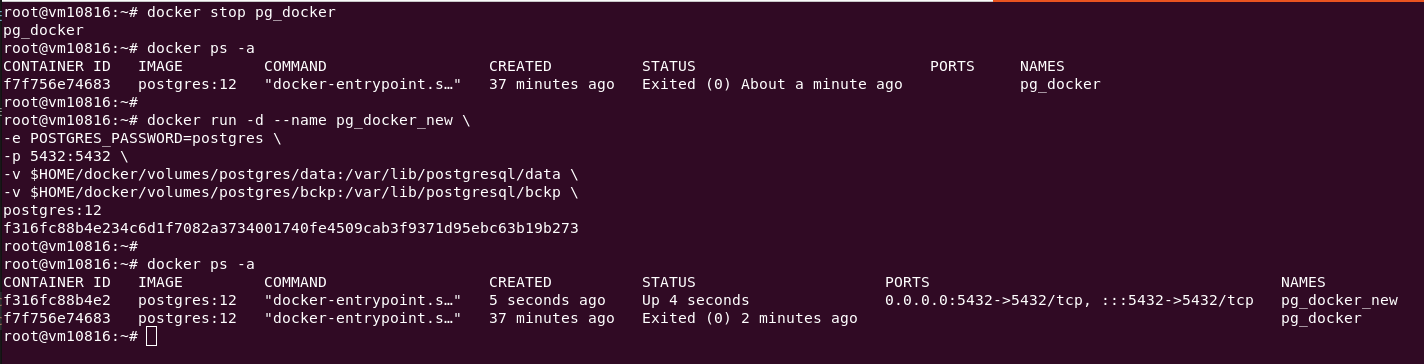 root@vm10816:~# docker stop pg_docker
pg_docker
root@vm10816:~# docker ps -a
CONTAINER ID   IMAGE         COMMAND                  CREATED          STATUS                          PORTS     NAMES
f7f756e74683   postgres:12   "docker-entrypoint.s…"   37 minutes ago   Exited (0) About a minute ago             pg_docker
root@vm10816:~#
root@vm10816:~# docker run -d --name pg_docker_new \
-e POSTGRES_PASSWORD=postgres \
-p 5432:5432 \
-v $HOME/docker/volumes/postgres/data:/var/lib/postgresql/data \
-v $HOME/docker/volumes/postgres/bckp:/var/lib/postgresql/bckp \
postgres:12
f316fc88b4e234c6d1f7082a3734001740fe4509cab3f9371d95ebc63b19b273
root@vm10816:~#
root@vm10816:~# docker ps -a
CONTAINER ID   IMAGE         COMMAND                  CREATED          STATUS                     PORTS                                       NAMES
f316fc88b4e2   postgres:12   "docker-entrypoint.s…"   5 seconds ago    Up 4 seconds               0.0.0.0:5432->5432/tcp, :::5432->5432/tcp   pg_docker_new
f7f756e74683   postgres:12   "docker-entrypoint.s…"   37 minutes ago   Exited (0) 2 minutes ago                                               pg_docker
root@vm10816:~#